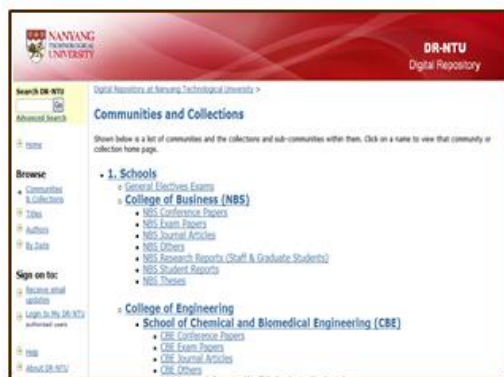 NANYANG
TECHNOLOGICAL
UNIVERSITY
DR-NTU
Digital Repository
Search DR-NTU
Go
Advanced Search
Home
Browse
Communities
& Collections
Titles
Authors
By Date
Sign on to:
Receive email
updates
Login to My DR-NTU
authorised users
Help
About DR-NTU
Digital Repository at Nanyang Technological University >
Communities and Collections
Shown below is a list of communities and the collections and sub-communities within them. Click on a name to view that community or
collection home page.
1. Schools
General Electives Exams
College of Business (NBS)
NBS Conference Papers
NBS Exam Papers
NBS Journal Articles
NBS Others
NBS Research Reports (Staff & Graduate Students)
NBS Student Reports
NBS Theses
College of Engineering
School of Chemical and Biomedical Engineering (CBE)
CBE Conference Papers
CBE Exam Papers
CBE Journal Articles
CBE Others